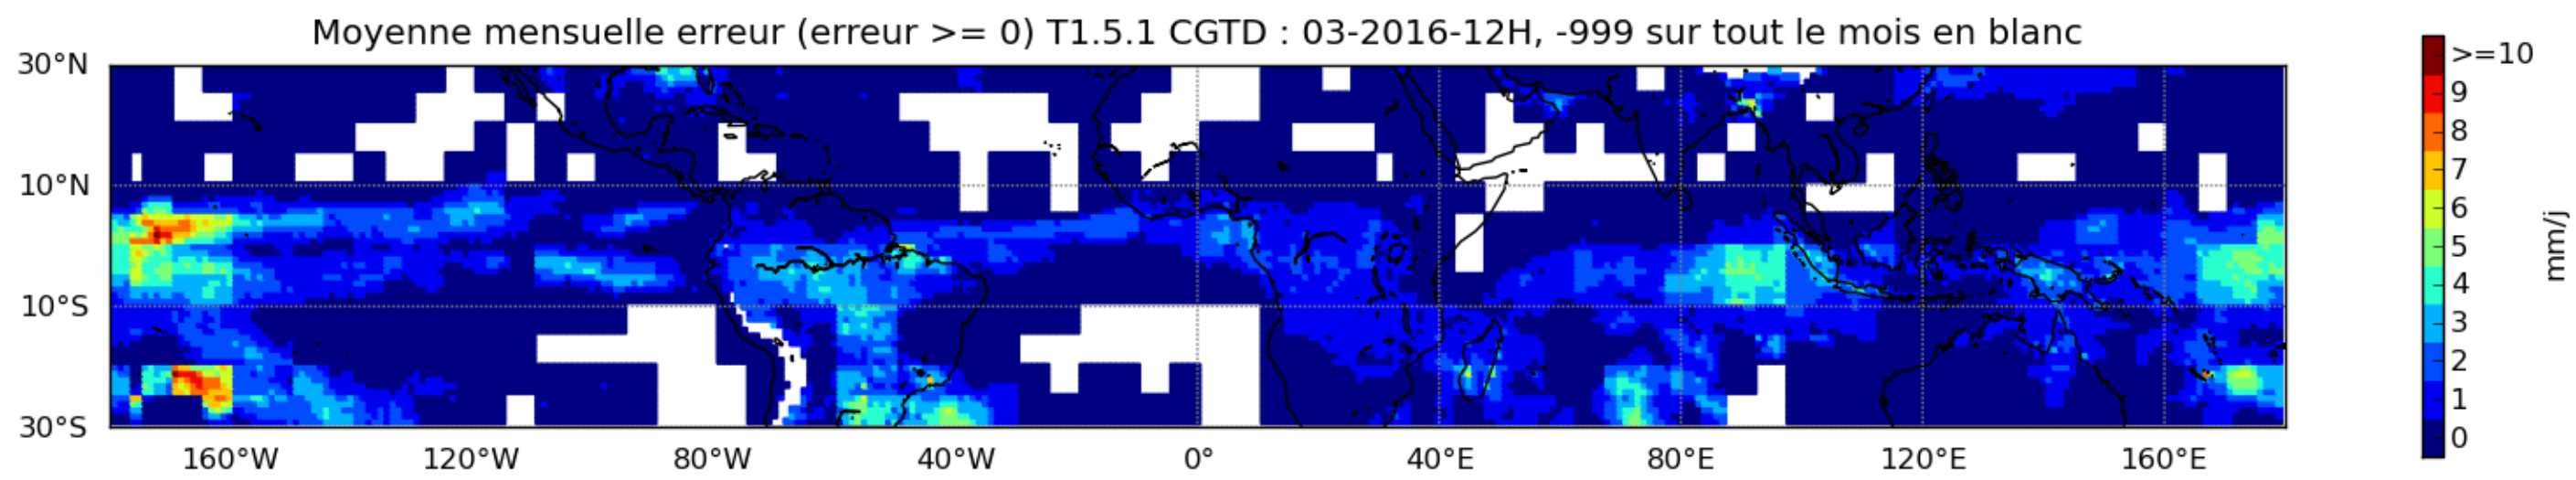 Moyenne mensuelle erreur (erreur >= 0) T1.5.1 CGTD : 03-2016-12H, -999 sur tout le mois en blanc
30°N
10°N
10°S
30°S
160°W 120°W 80°W 40°W 0° 40°E 80°E 120°E 160°E
>=10
9
8
7
6
5
4
3
2
1
0
mm/j